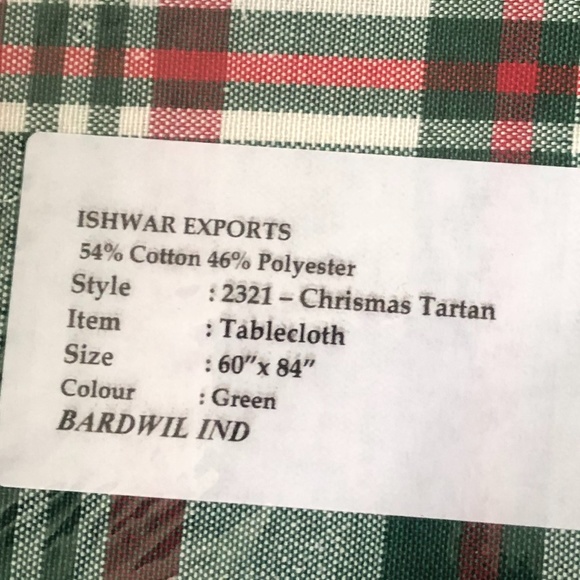 ISHWAR EXPORTS
54% Cotton 46% Polyester
Style : 2321 – Chrismas Tartan
Item : Tablecloth
Size : 60″x 84″
Colour : Green
BARDWIL IND